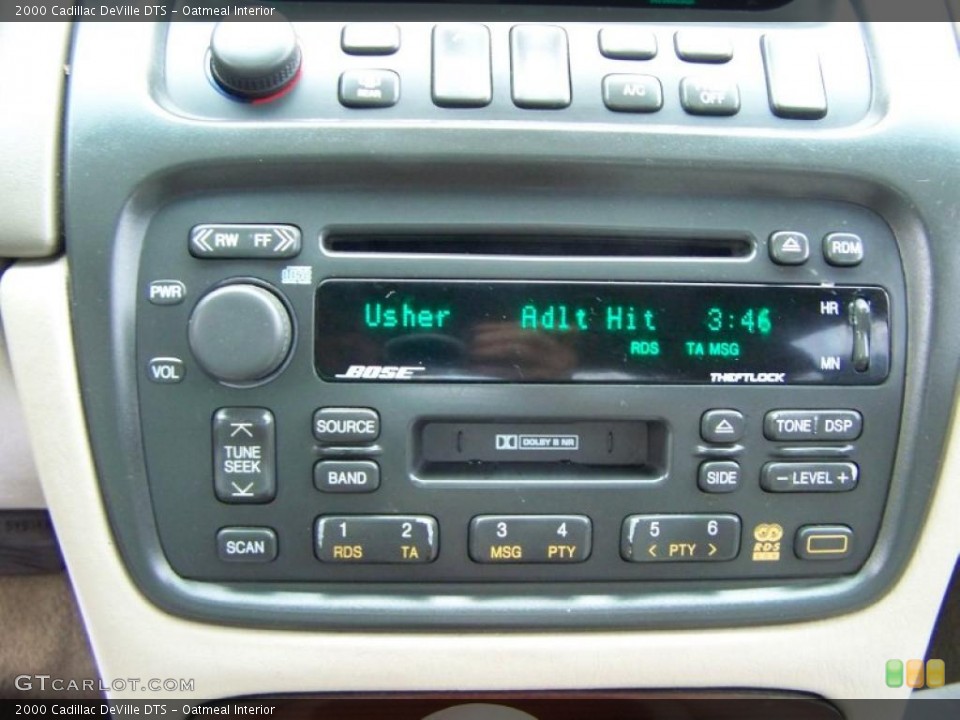 2000 Cadillac DeVille DTS - Oatmeal Interior
REAR
A/C
OFF
RW FF
RDM
PWR
Usher Adlt Hit 3:46
HR
RDS TA MSG
MN
VOL
BOSE THEFTLOCK
SOURCE
TONE DSP
TUNE
SEEK
DOLBY B NR
BAND
SIDE
- LEVEL +
SCAN
1 2
RDS TA
3 4
MSG PTY
5 6
< PTY >
RDS
GTCARLOT.COM
2000 Cadillac DeVille DTS - Oatmeal Interior